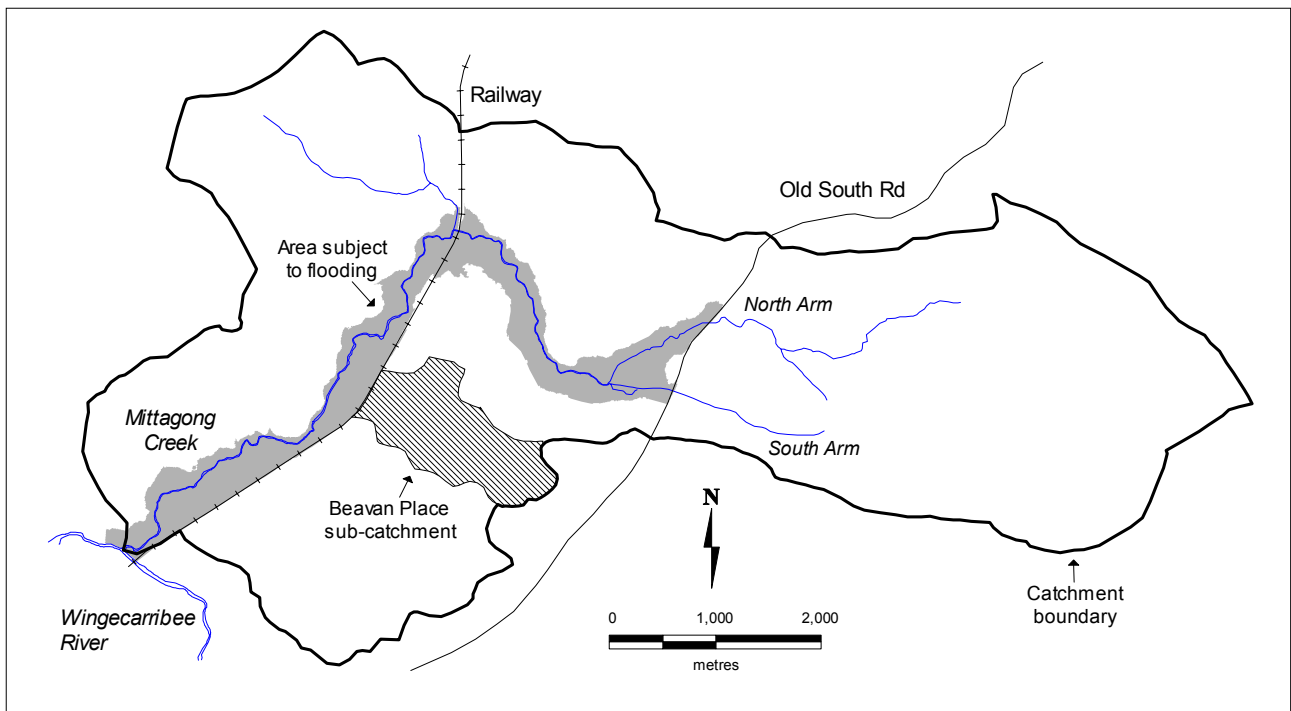 Railway
Old South Rd
Area subject
to flooding
North Arm
Mittagong
Creek
South Arm
Beavan Place
sub-catchment
N
Wingecarribee
River
0 1,000 2,000
metres
Catchment
boundary